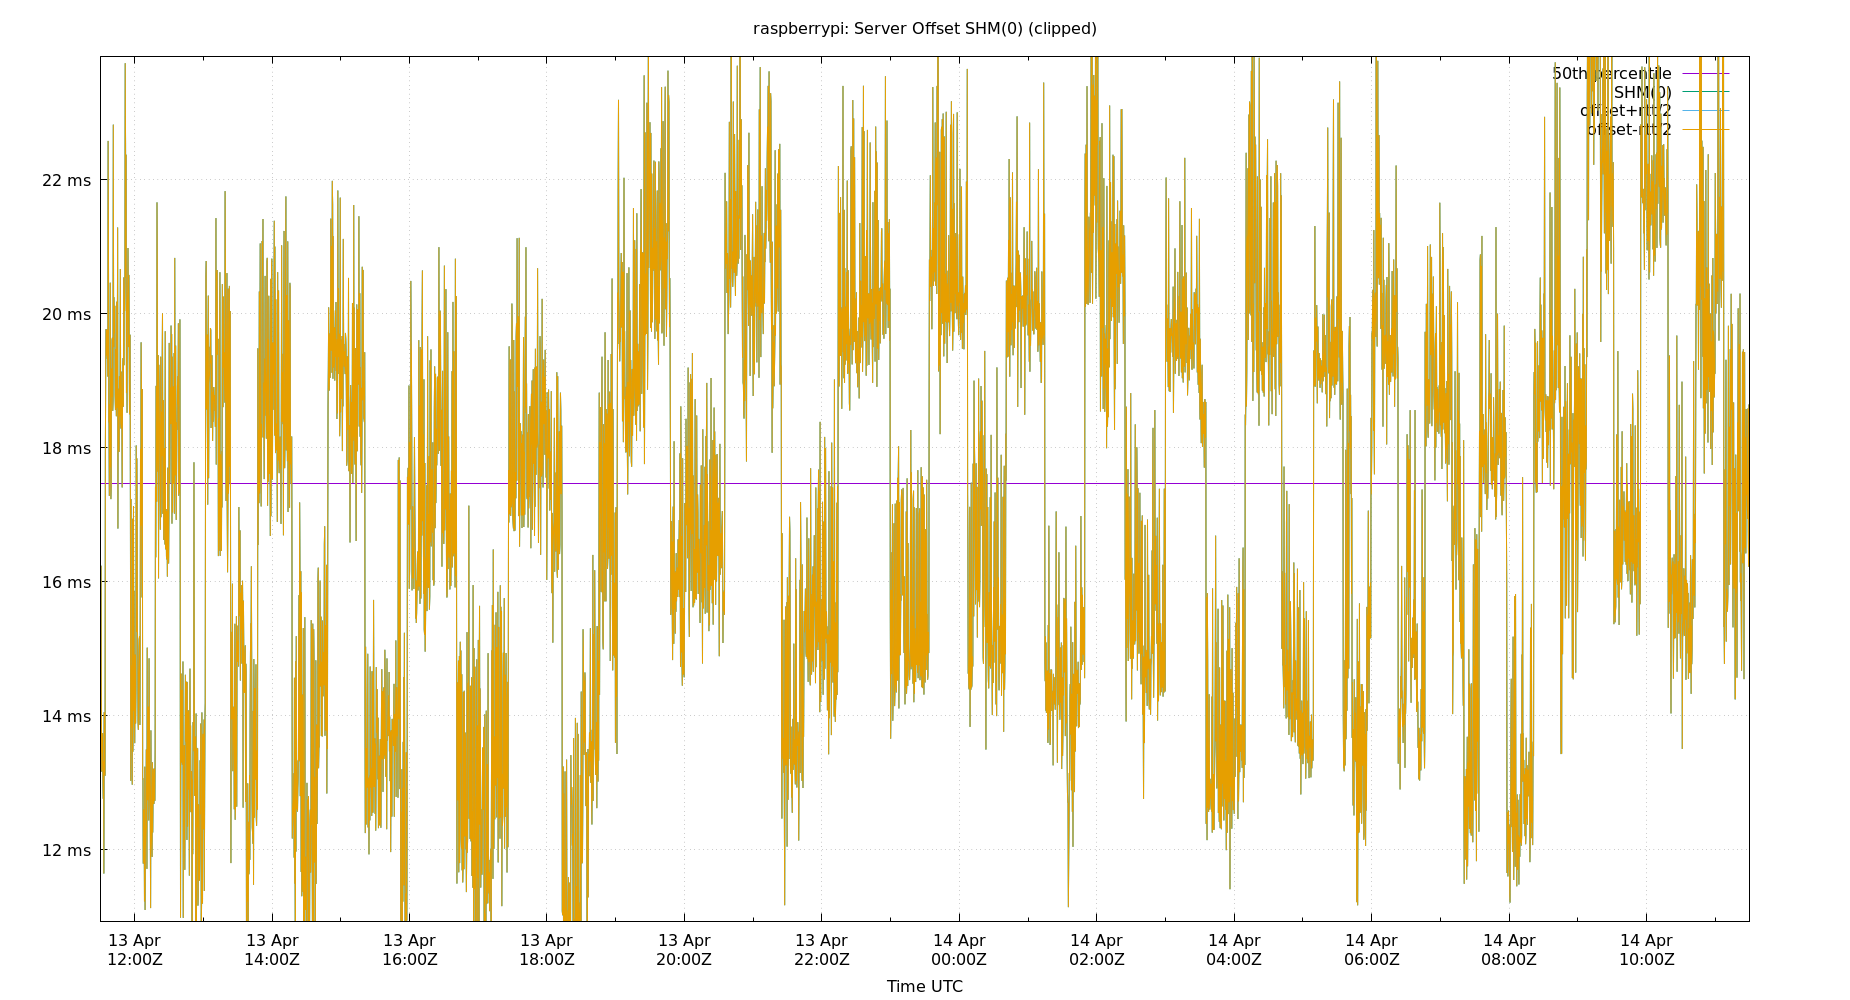 raspberrypi: Server Offset SHM(0) (clipped)
50th percentile
SHM(0)
offset+rtt/2
offset-rtt/2
22 ms
20 ms
18 ms
16 ms
14 ms
12 ms
13 Apr 13 Apr 13 Apr 13 Apr 13 Apr 13 Apr 14 Apr 14 Apr 14 Apr 14 Apr 14 Apr 14 Apr
12:00Z 14:00Z 16:00Z 18:00Z 20:00Z 22:00Z 00:00Z 02:00Z 04:00Z 06:00Z 08:00Z 10:00Z
Time UTC